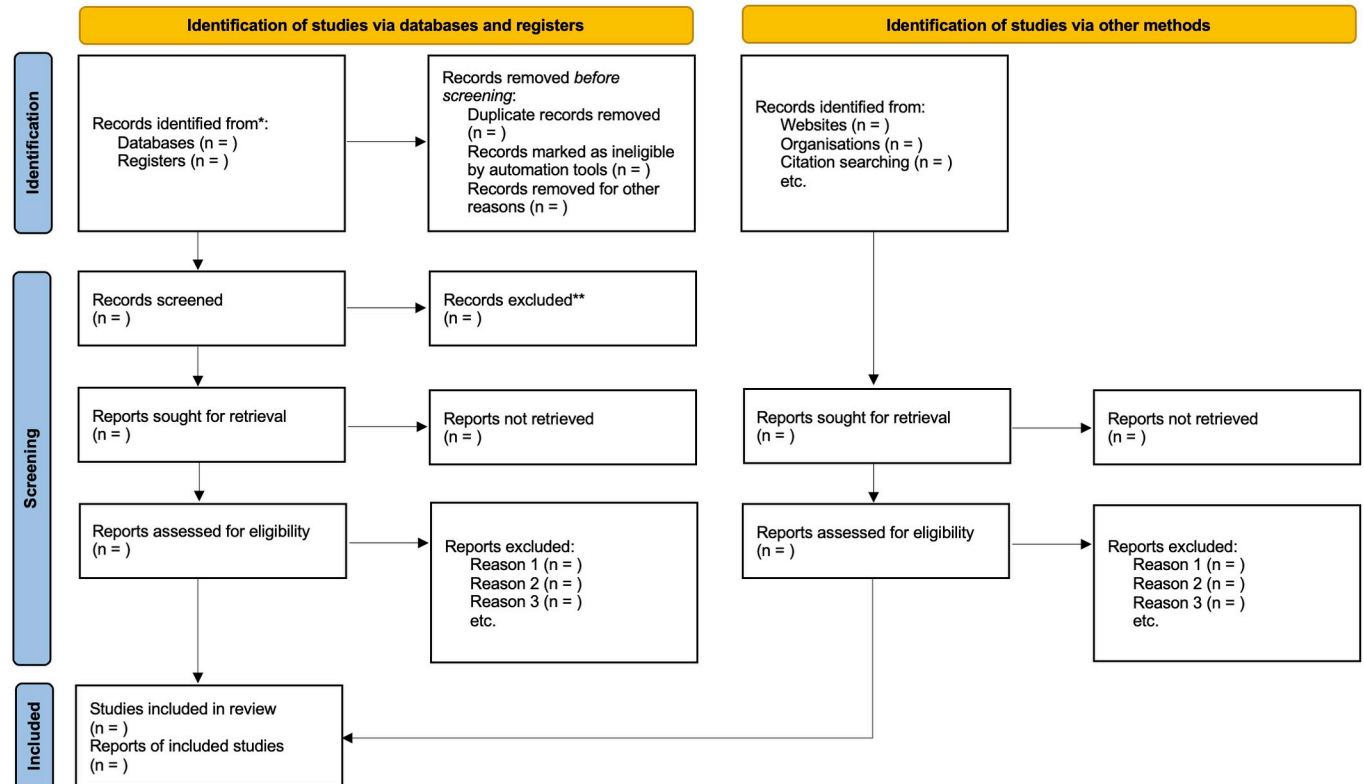 Identification of studies via databases and registers
Identification of studies via other methods
Identification
Records identified from*:
Databases (n = )
Registers (n = )
Records removed before
screening:
Duplicate records removed
(n = )
Records marked as ineligible
by automation tools (n = )
Records removed for other
reasons (n = )
Records identified from:
Websites (n = )
Organisations (n = )
Citation searching (n = )
etc.
Screening
Records screened
(n = )
Records excluded**
(n = )
Reports sought for retrieval
(n = )
Reports not retrieved
(n = )
Reports sought for retrieval
(n = )
Reports not retrieved
(n = )
Reports assessed for eligibility
(n = )
Reports excluded:
Reason 1 (n = )
Reason 2 (n = )
Reason 3 (n = )
etc.
Reports assessed for eligibility
(n = )
Reports excluded:
Reason 1 (n = )
Reason 2 (n = )
Reason 3 (n = )
etc.
Included
Studies included in review
(n = )
Reports of included studies
(n = )